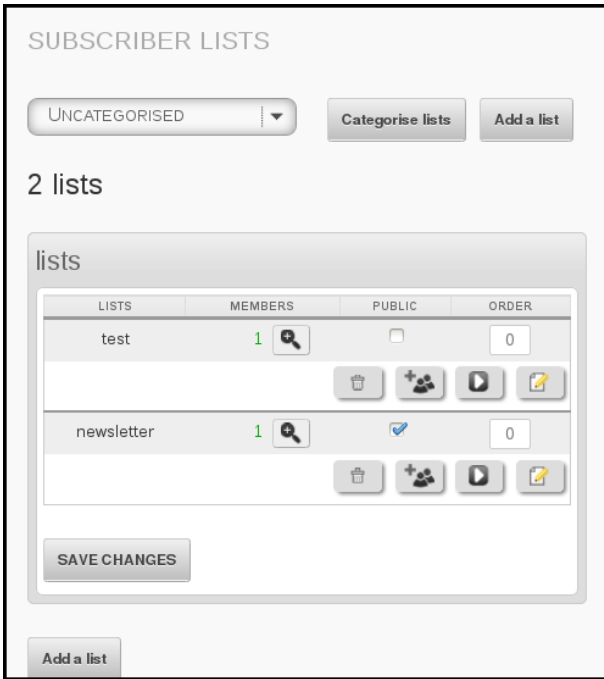 SUBSCRIBER LISTS
UNCATEGORISED
Categorise lists
Add a list
2 lists
lists
LISTS MEMBERS PUBLIC ORDER
test 1 0
newsletter 1 0
SAVE CHANGES
Add a list